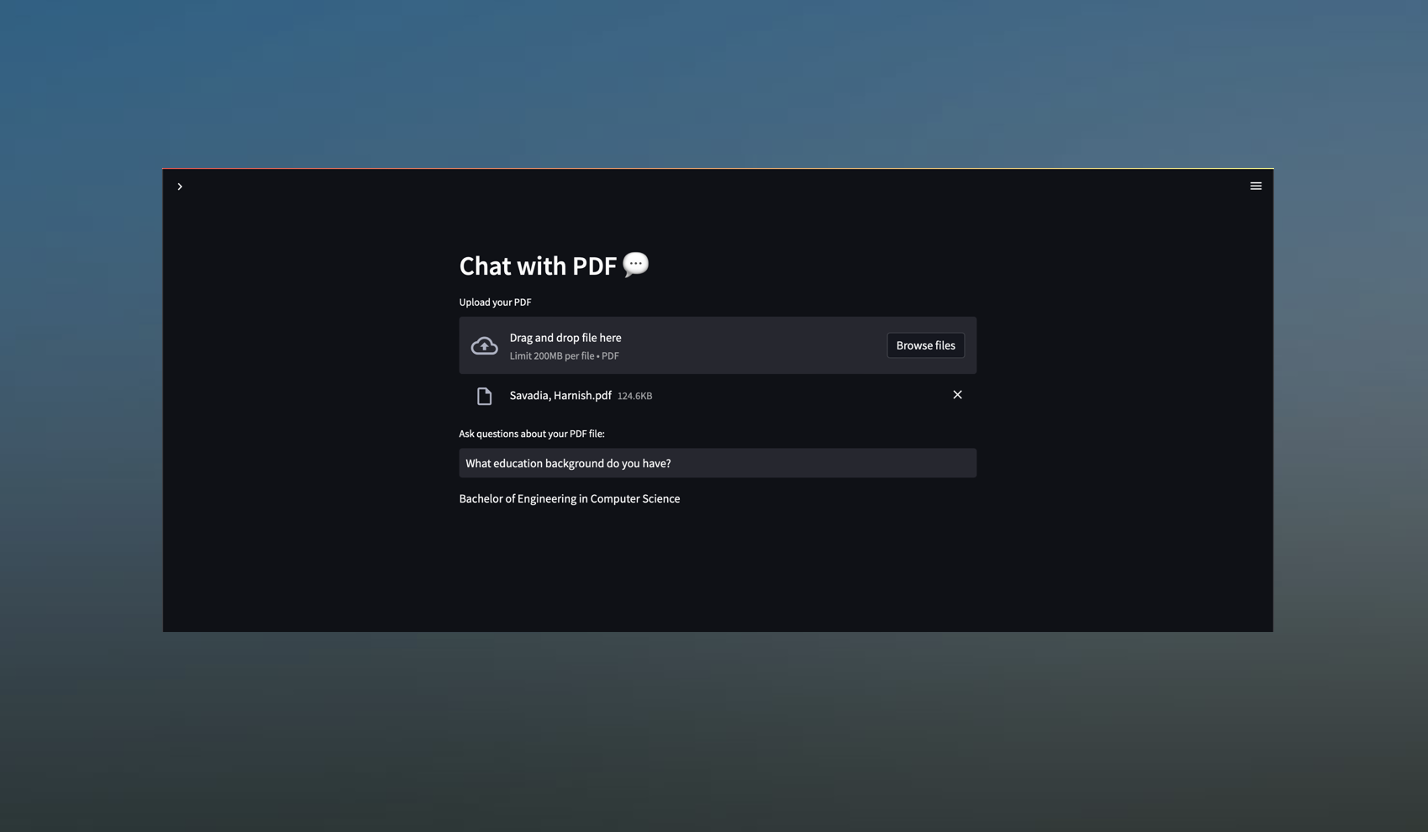 Chat with PDF 💬
Upload your PDF
Drag and drop file here
Limit 200MB per file • PDF
Browse files
Savadia, Harnish.pdf 124.6KB
Ask questions about your PDF file:
What education background do you have?
Bachelor of Engineering in Computer Science